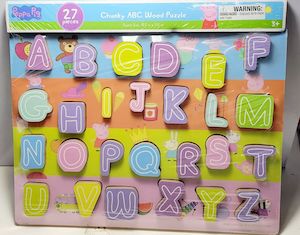 Peppa Pig
27
pieces
Chunky ABC Wood Puzzle
WARNING:
3+
A B C D E F
G H I J K L M
N O P Q R S T
U V W X Y Z